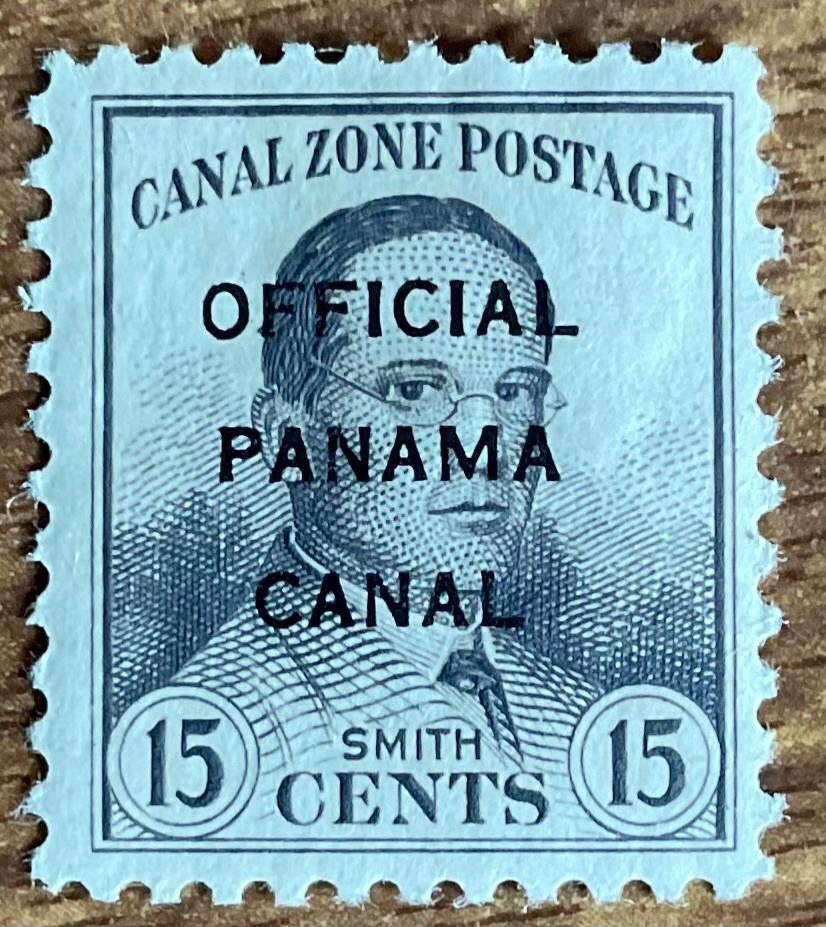 CANAL ZONE POSTAGE
OFFICIAL
PANAMA
CANAL
SMITH
15 CENTS 15